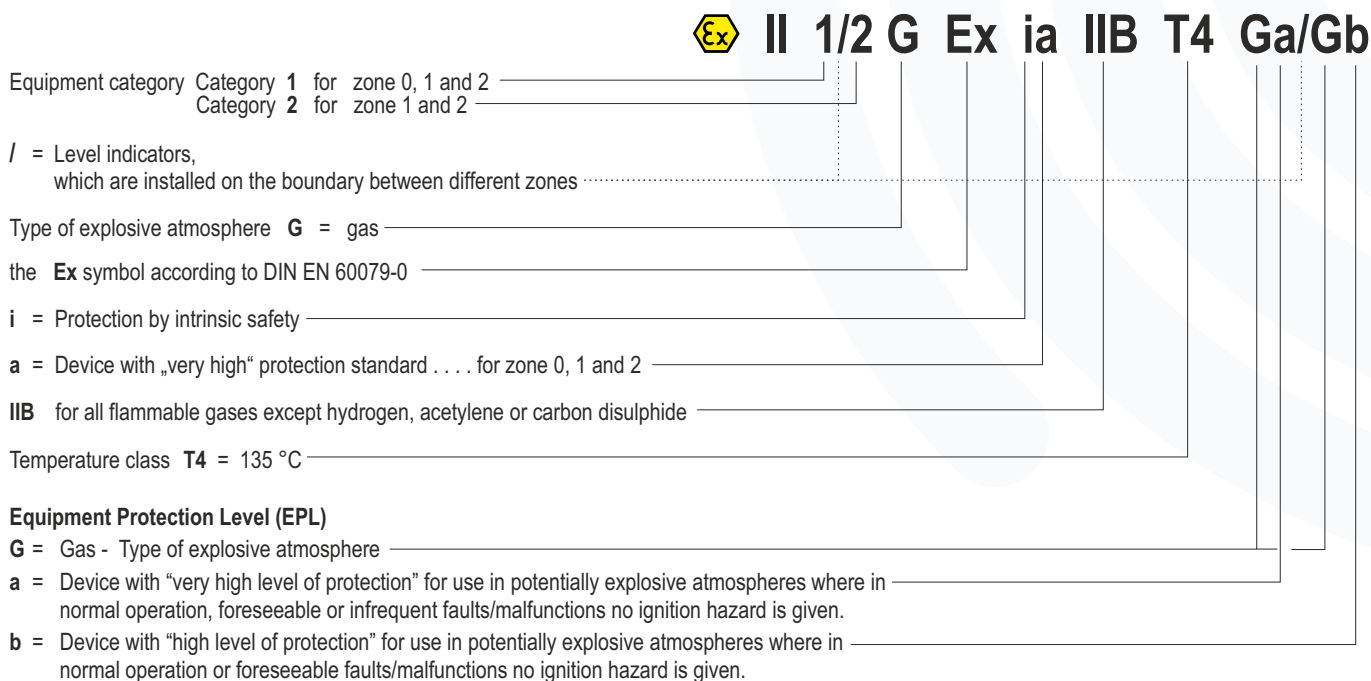 Ex II 1/2 G Ex ia IIB T4 Ga/Gb
Equipment category Category 1 for zone 0, 1 and 2
Category 2 for zone 1 and 2
/ = Level indicators,
which are installed on the boundary between different zones
Type of explosive atmosphere G = gas
the Ex symbol according to DIN EN 60079-0
i = Protection by intrinsic safety
a = Device with „very high“ protection standard . . . . for zone 0, 1 and 2
IIB for all flammable gases except hydrogen, acetylene or carbon disulphide
Temperature class T4 = 135 °C
Equipment Protection Level (EPL)
G = Gas - Type of explosive atmosphere
a = Device with “very high level of protection” for use in potentially explosive atmospheres where in
normal operation, foreseeable or infrequent faults/malfunctions no ignition hazard is given.
b = Device with “high level of protection” for use in potentially explosive atmospheres where in
normal operation or foreseeable faults/malfunctions no ignition hazard is given.